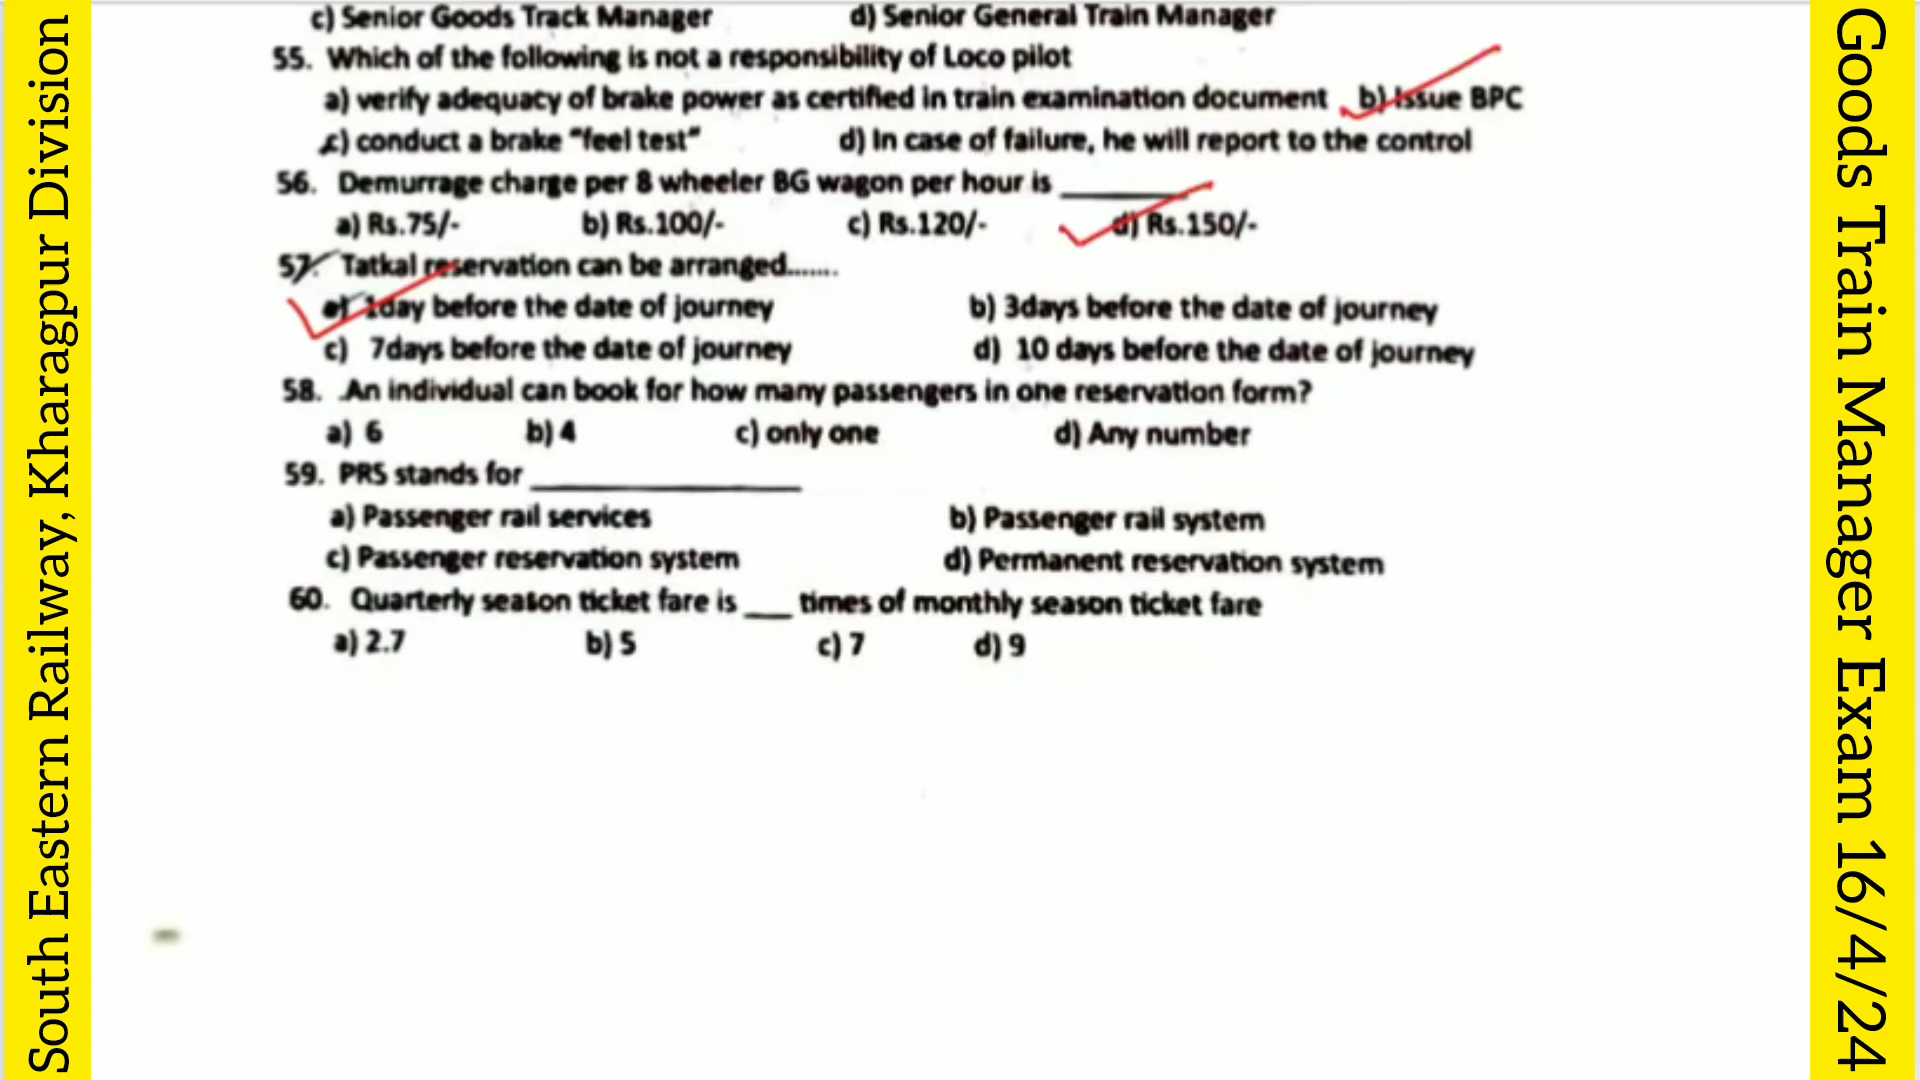 South Eastern Railway, Kharagpur Division
c) Senior Goods Track Manager d) Senior General Train Manager
55. Which of the following is not a responsibility of Loco pilot
a) verify adequacy of brake power as certified in train examination document b) Issue BPC
c) conduct a brake “feel test” d) In case of failure, he will report to the control
56. Demurrage charge per 8 wheeler BG wagon per hour is __________
a) Rs.75/- b) Rs.100/- c) Rs.120/- d) Rs.150/-
57. Tatkal reservation can be arranged.......
a) 1day before the date of journey b) 3days before the date of journey
c) 7days before the date of journey d) 10 days before the date of journey
58. .An individual can book for how many passengers in one reservation form?
a) 6 b) 4 c) only one d) Any number
59. PRS stands for ____________________
a) Passenger rail services b) Passenger rail system
c) Passenger reservation system d) Permanent reservation system
60. Quarterly season ticket fare is ___ times of monthly season ticket fare
a) 2.7 b) 5 c) 7 d) 9
Goods Train Manager Exam 16/4/24